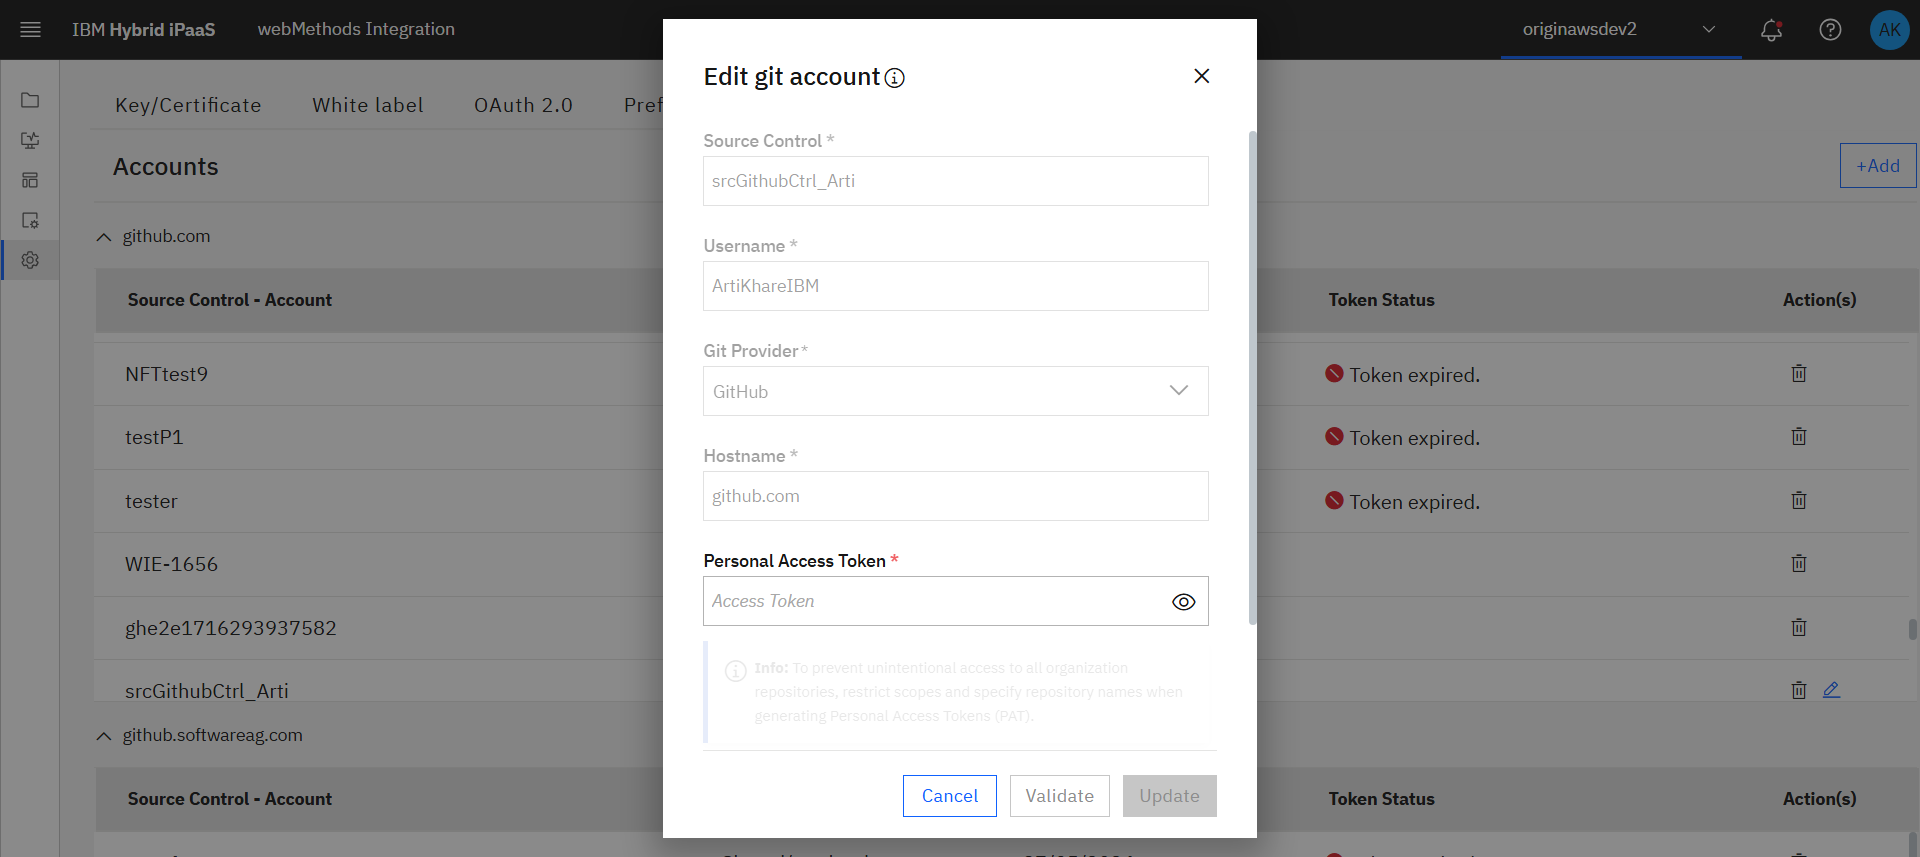 IBM Hybrid iPaaS
webMethods Integration
originawsdev2
AK
Key/Certificate
White label
OAuth 2.0
Pref
Accounts
+Add
github.com
Source Control - Account
Token Status
Action(s)
NFTtest9
Token expired.
testP1
Token expired.
tester
Token expired.
WIE-1656
ghe2e1716293937582
srcGithubCtrl_Arti
github.softwareag.com
Source Control - Account
Token Status
Action(s)
Edit git account
Source Control *
srcGithubCtrl_Arti
Username *
ArtiKhareIBM
Git Provider*
GitHub
Hostname *
github.com
Personal Access Token *
Access Token
Info: To prevent unintentional access to all organization
repositories, restrict scopes and specify repository names when
generating Personal Access Tokens (PAT).
Cancel
Validate
Update